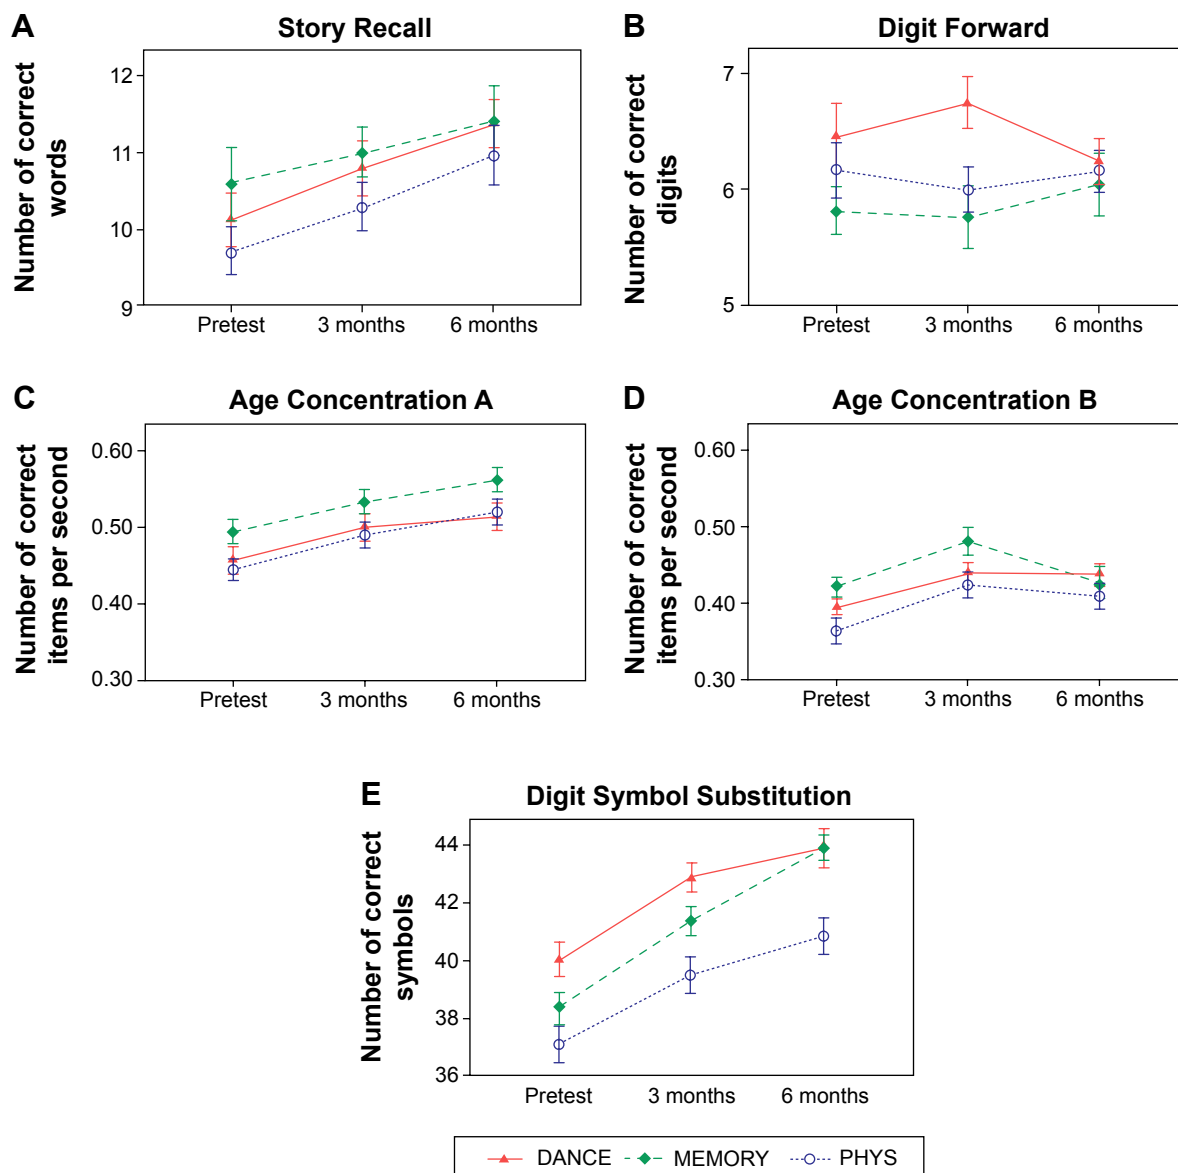 A
Story Recall
Number of correct
words
12
11
10
9
Pretest
3 months
6 months
B
Digit Forward
Number of correct
digits
7
6
5
Pretest
3 months
6 months
C
Age Concentration A
Number of correct
items per second
0.60
0.50
0.40
0.30
Pretest
3 months
6 months
D
Age Concentration B
Number of correct
items per second
0.60
0.50
0.40
0.30
Pretest
3 months
6 months
E
Digit Symbol Substitution
Number of correct
symbols
44
42
40
38
36
Pretest
3 months
6 months
DANCE
MEMORY
PHYS